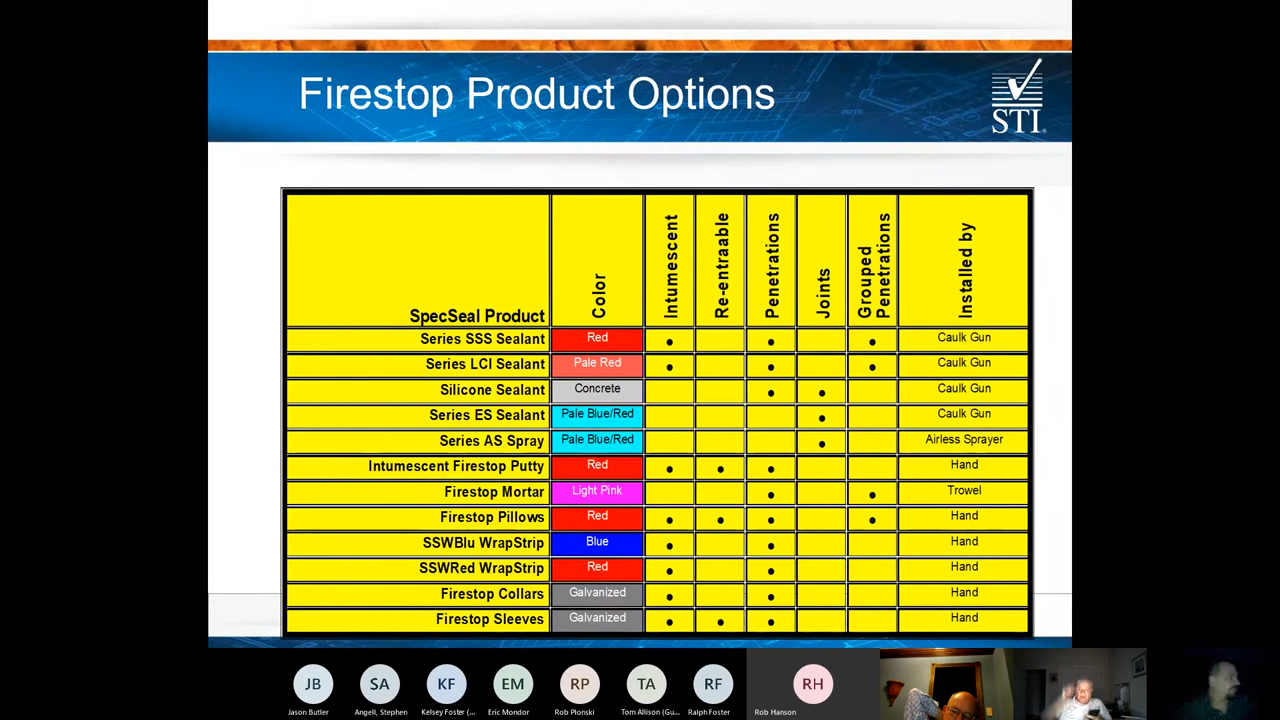 Firestop Product Options
STI
SpecSeal Product Color Intumescent Re-entraable Penetrations Joints Grouped Penetrations Installed by
Series SSS Sealant Red • • • Caulk Gun
Series LCI Sealant Pale Red • • • Caulk Gun
Silicone Sealant Concrete • • Caulk Gun
Series ES Sealant Pale Blue/Red • Caulk Gun
Series AS Spray Pale Blue/Red • Airless Sprayer
Intumescent Firestop Putty Red • • • Hand
Firestop Mortar Light Pink • • Trowel
Firestop Pillows Red • • • • Hand
SSWBlu WrapStrip Blue • • Hand
SSWRed WrapStrip Red • • Hand
Firestop Collars Galvanized • • Hand
Firestop Sleeves Galvanized • • • Hand
JB SA KF EM RP TA RF RH
Jason Butler Angell, Stephen Kelsey Foster (... Eric Mondor Rob Plonski Tom Allison (Gu... Ralph Foster Rob Hanson